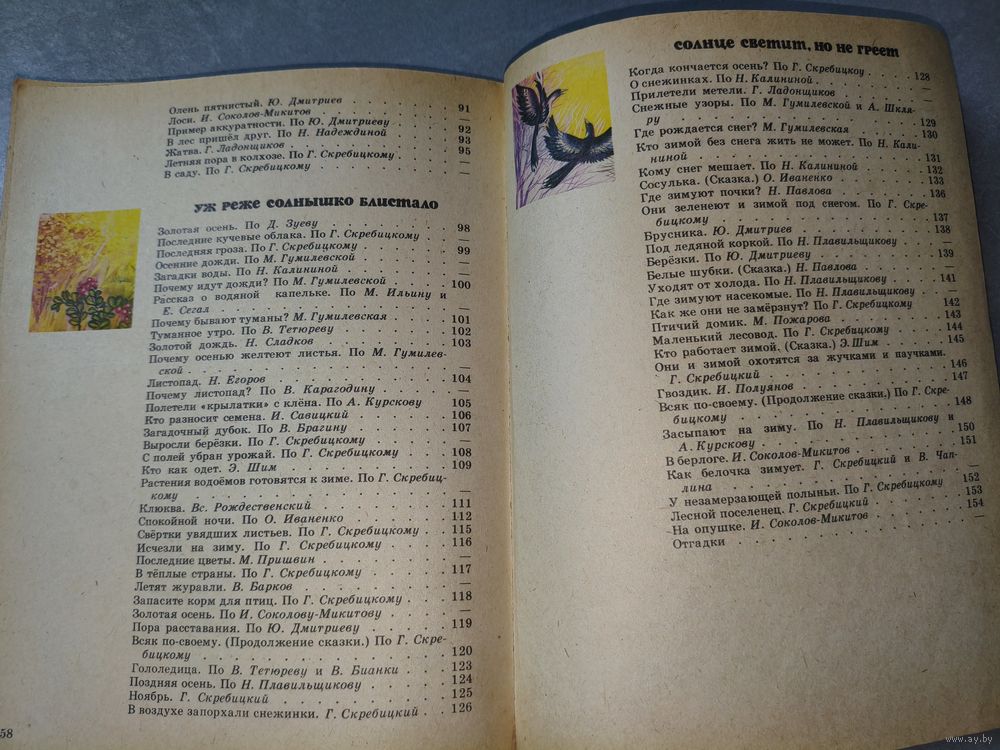 Олень пятнистый. Ю. Дмитриев . . . . . . . 91
Лоси. И. Соколов-Микитов . . . . . . . —
Пример аккуратности. По Ю. Дмитриеву . . . . 92
В лес пришёл друг. По Н. Надеждиной . . . . 93
Жатва. Г. Ладонщиков . . . . . . . 95
Летняя пора в колхозе. По Г. Скребицкому . . . —
В саду. По Г. Скребицкому . . . . . . . —
УЖ РЕЖЕ СОЛНЫШКО БЛИСТАЛО
Золотая осень. По Д. Зуеву . . . . . . . 98
Последние кучевые облака. По Г. Скребицкому . . —
Последняя гроза. По Г. Скребицкому . . . . 99
Осенние дожди. По М. Гумилевской . . . . —
Загадки воды. По Н. Калининой . . . . . —
Почему идут дожди? По М. Гумилевской . . . 100
Рассказ о водяной капельке. По М. Ильину и
Е. Сегал . . . . . . . —
Почему бывают туманы? М. Гумилевская . . . 101
Туманное утро. По В. Тетюреву . . . . . 102
Золотой дождь. Н. Сладков . . . . . 103
Почему осенью желтеют листья. По М. Гумилев-
ской . . . . . . . —
Листопад. Н. Егоров . . . . . . . 104
Почему листопад? По В. Карагодину . . . . —
Полетели «крылатки» с клёна. По А. Курскову . 105
Кто разносит семена. И. Савицкий . . . . 106
Загадочный дубок. По В. Брагину . . . . 107
Выросли берёзки. По Г. Скребицкому . . . . —
С полей убран урожай. По Г. Скребицкому . . 108
Кто как одет. Э. Шим . . . . . . . 109
Растения водоёмов готовятся к зиме. По Г. Скребиц-
кому . . . . . . . —
Клюква. Вс. Рождественский . . . . . 111
Спокойной ночи. По О. Иваненко . . . . 112
Свёртки увядших листьев. По Г. Скребицкому . . 115
Исчезли на зиму. По Г. Скребицкому . . . . 116
Последние цветы. М. Пришвин . . . . . —
В тёплые страны. По Г. Скребицкому . . . . 117
Летят журавли. В. Барков . . . . . —
Запасите корм для птиц. По Г. Скребицкому . . . 118
Золотая осень. По И. Соколову-Микитову . . . —
Пора расставания. По Ю. Дмитриеву . . . . 119
Всяк по-своему. (Продолжение сказки.) По Г. Скре-
бицкому . . . . . . . 120
Гололедица. По В. Тетюреву и В. Бианки . . . 123
Поздняя осень. По Н. Плавильщикову . . . . 124
Ноябрь. Г. Скребицкий . . . . . . . 125
В воздухе запорхали снежинки. Г. Скребицкий . . 126
58
СОЛНЦЕ СВЕТИТ, НО НЕ ГРЕЕТ
Когда кончается осень? По Г. Скребицкоу . . . 128
О снежинках. По Н. Калининой . . . . . —
Прилетели метели. Г. Ладонщиков . . . . . —
Снежные узоры. По М. Гумилевской и А. Шкля-
ру . . . . . . . 129
Где рождается снег? М. Гумилевская . . . . 130
Кто зимой без снега жить не может. По Н. Кали-
ниной . . . . . . . 131
Кому снег мешает. По Н. Калининой . . . . 132
Сосулька. (Сказка.) О. Иваненко . . . . 133
Где зимуют почки? Н. Павлова . . . . . 136
Они зеленеют и зимой под снегом. По Г. Скре-
бицкому . . . . . . . 137
Брусника. Ю. Дмитриев . . . . . . . 138
Под ледяной коркой. По Н. Плавильщикову . . . —
Берёзки. По Ю. Дмитриеву . . . . . 139
Белые шубки. (Сказка.) Н. Павлова . . . . —
Уходят от холода. По Н. Плавильщикову . . . 141
Где зимуют насекомые. По Н. Плавильщикову . . —
Как же они не замёрзнут? По Г. Скребицкому . . 142
Птичий домик. М. Пожарова . . . . . 143
Маленький лесовод. По Г. Скребицкому . . . 144
Кто работает зимой. (Сказка.) Э. Шим . . . . 145
Они и зимой охотятся за жучками и паучками.
Г. Скребицкий . . . . . . . 146
Гвоздик. И. Полуянов . . . . . . . 147
Всяк по-своему. (Продолжение сказки.) По Г. Скре-
бицкому . . . . . . . 148
Засыпают на зиму. По Н. Плавильщикову и
А. Курскову . . . . . . . 150
В берлоге. И. Соколов-Микитов . . . . . 151
Как белочка зимует. Г. Скребицкий и В. Чап-
лина . . . . . . . —
У незамерзающей полыньи. По Г. Скребицкому 152
Лесной поселенец. Г. Скребицкий . . . . 153
На опушке. И. Соколов-Микитов . . . . . 154
Отгадки . . . . . . .
www.ay.by